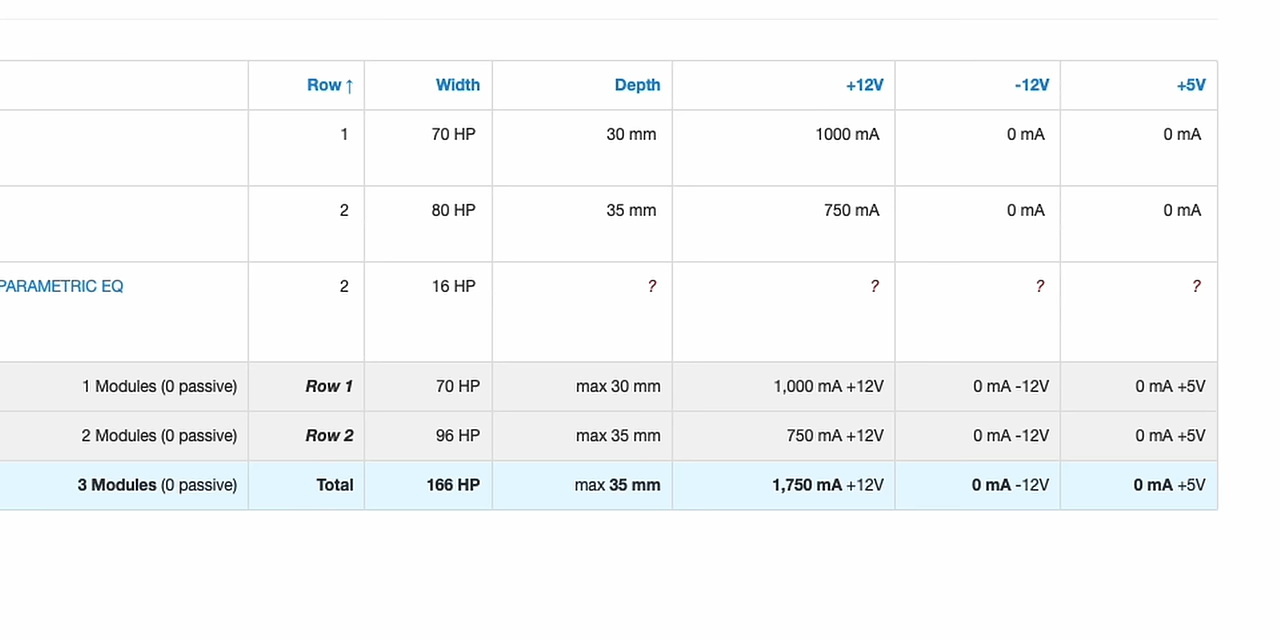 Row ↑ Width Depth +12V -12V +5V
1 70 HP 30 mm 1000 mA 0 mA 0 mA
2 80 HP 35 mm 750 mA 0 mA 0 mA
PARAMETRIC EQ 2 16 HP ? ? ? ?
1 Modules (0 passive) Row 1 70 HP max 30 mm 1,000 mA +12V 0 mA -12V 0 mA +5V
2 Modules (0 passive) Row 2 96 HP max 35 mm 750 mA +12V 0 mA -12V 0 mA +5V
3 Modules (0 passive) Total 166 HP max 35 mm 1,750 mA +12V 0 mA -12V 0 mA +5V